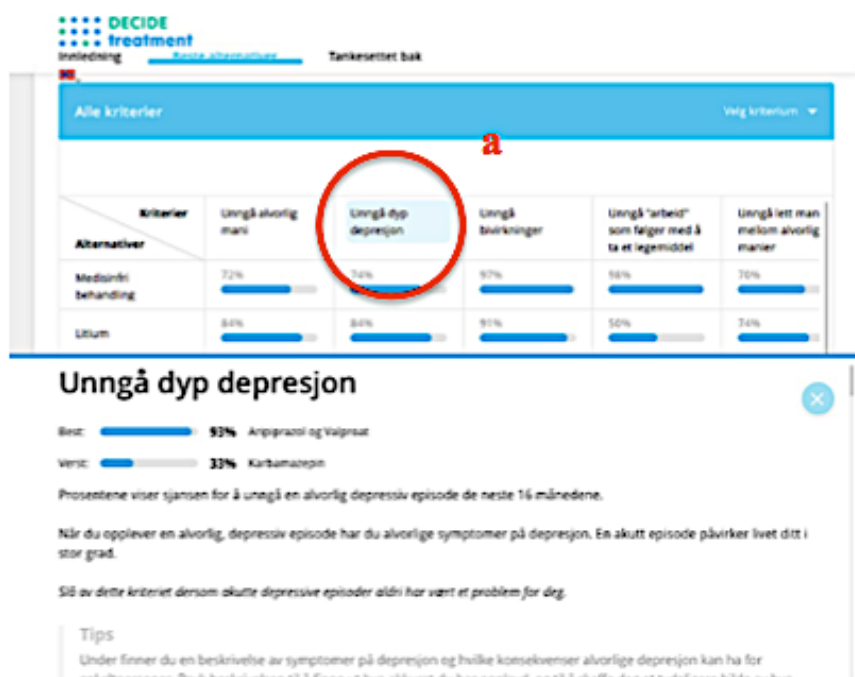 DECIDE
treatment
Innledning Beste alternativer Tankesettet bak
Alle kriterier Velg kriterium
a
Kriterier
Alternativer
Unngå alvorlig
mani
Unngå dyp
depresjon
Unngå
bivirkninger
Unngå "arbeid"
som følger med å
ta et legemiddel
Unngå lett man
mellom alvorlig
manier
Medisinfri
behandling
72% 74% 97% 98% 70%
Litium
84% 84% 91% 50% 74%
Unngå dyp depresjon
Best: 93% Aripiprazol og Valproat
Verst: 33% Karbamazepin
Prosentene viser sjansen for å unngå en alvorlig depressiv episode de neste 16 månedene.
Når du opplever en alvorlig, depressiv episode har du alvorlige symptomer på depresjon. En akutt episode påvirker livet ditt i
stor grad.
Slå av dette kriteriet dersom akutte depressive episoder aldri har vært et problem for deg.
Tips
Under finner du en beskrivelse av symptomer på depresjon og hvilke konsekvenser alvorlige depresjon kan ha for